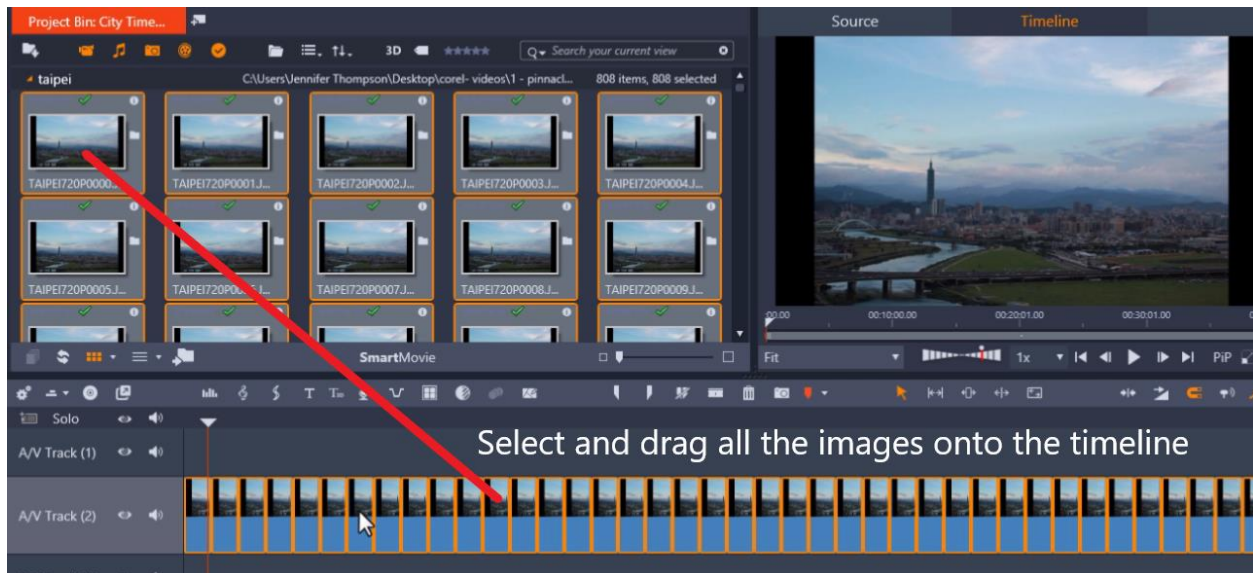 Project Bin: City Time...
Source
Timeline
3D
Search your current view
taipei
C:\Users\Jennifer Thompson\Desktop\corel- videos\1 - pinnacl...
808 items, 808 selected
TAIPEI720P0000
TAIPEI720P0001.J...
TAIPEI720P0002.J...
TAIPEI720P0003.J...
TAIPEI720P0004.J...
TAIPEI720P0005.J...
TAIPEI720P0007.J...
TAIPEI720P0008.J...
TAIPEI720P0009.J...
:00.00
00:10:00.00
00:20:01.00
00:30:01.00
SmartMovie
Fit
1x
PiP
Solo
A/V Track (1)
Select and drag all the images onto the timeline
A/V Track (2)